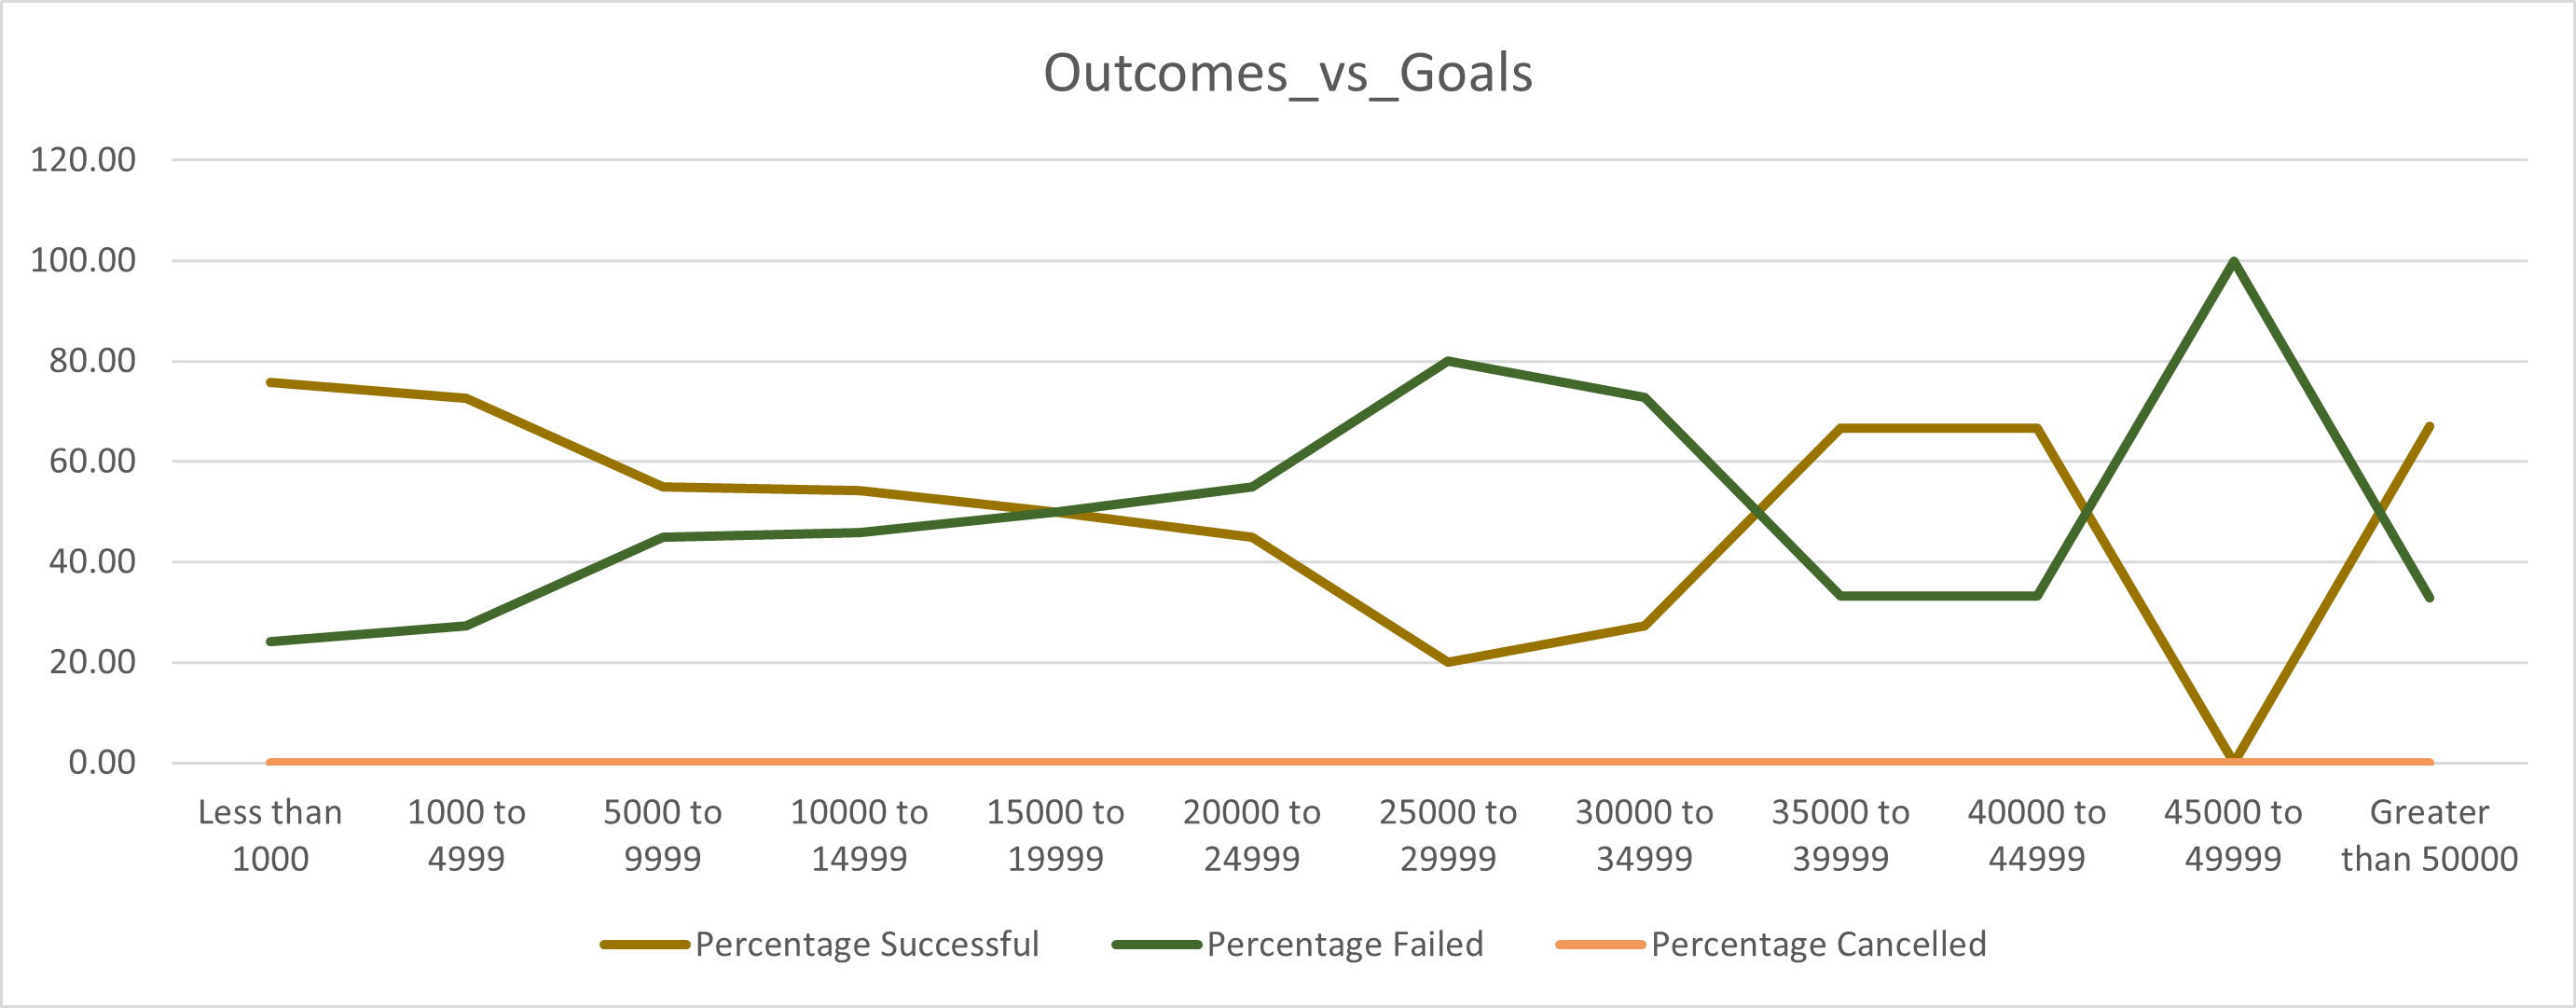 Outcomes_vs_Goals
120.00
100.00
80.00
60.00
40.00
20.00
0.00
Less than 1000
1000 to 4999
5000 to 9999
10000 to 14999
15000 to 19999
20000 to 24999
25000 to 29999
30000 to 34999
35000 to 39999
40000 to 44999
45000 to 49999
Greater than 50000
Percentage Successful
Percentage Failed
Percentage Cancelled